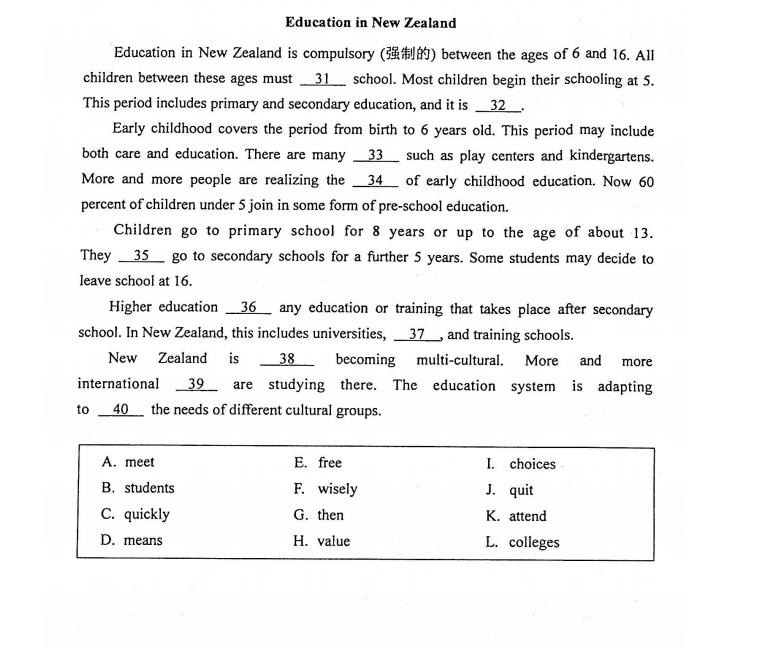 Education in New Zealand
Education in New Zealand is compulsory (强制的) between the ages of 6 and 16. All
children between these ages must 31 school. Most children begin their schooling at 5.
This period includes primary and secondary education, and it is 32 .
Early childhood covers the period from birth to 6 years old. This period may include
both care and education. There are many 33 such as play centers and kindergartens.
More and more people are realizing the 34 of early childhood education. Now 60
percent of children under 5 join in some form of pre-school education.
Children go to primary school for 8 years or up to the age of about 13.
They 35 go to secondary schools for a further 5 years. Some students may decide to
leave school at 16.
Higher education 36 any education or training that takes place after secondary
school. In New Zealand, this includes universities, 37 , and training schools.
New Zealand is 38 becoming multi-cultural. More and more
international 39 are studying there. The education system is adapting
to 40 the needs of different cultural groups.
A. meet E. free I. choices
B. students F. wisely J. quit
C. quickly G. then K. attend
D. means H. value L. colleges